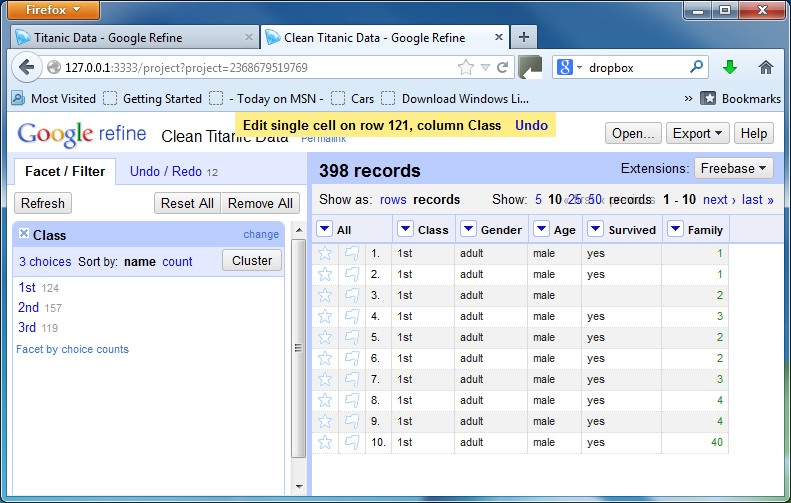 Firefox
Titanic Data - Google Refine
Clean Titanic Data - Google Refine
127.0.0.1:3333/project?project=2368679519769
dropbox
Most Visited Getting Started - Today on MSN - Cars Download Windows Li... » Bookmarks
Edit single cell on row 121, column Class Undo
Google refine Clean Titanic Data Permalink
Open... Export Help
Facet / Filter Undo / Redo 12
Refresh Reset All Remove All
Class change
3 choices Sort by: name count Cluster
1st 124
2nd 157
3rd 119
Facet by choice counts
398 records Extensions: Freebase
Show as: rows records Show: 5 10 25 50 records 1 - 10 next › last »
All Class Gender Age Survived Family
1. 1st adult male yes 1
2. 1st adult male yes 1
3. 1st adult male 2
4. 1st adult male yes 3
5. 1st adult male yes 2
6. 1st adult male yes 2
7. 1st adult male yes 3
8. 1st adult male yes 4
9. 1st adult male yes 4
10. 1st adult male yes 40